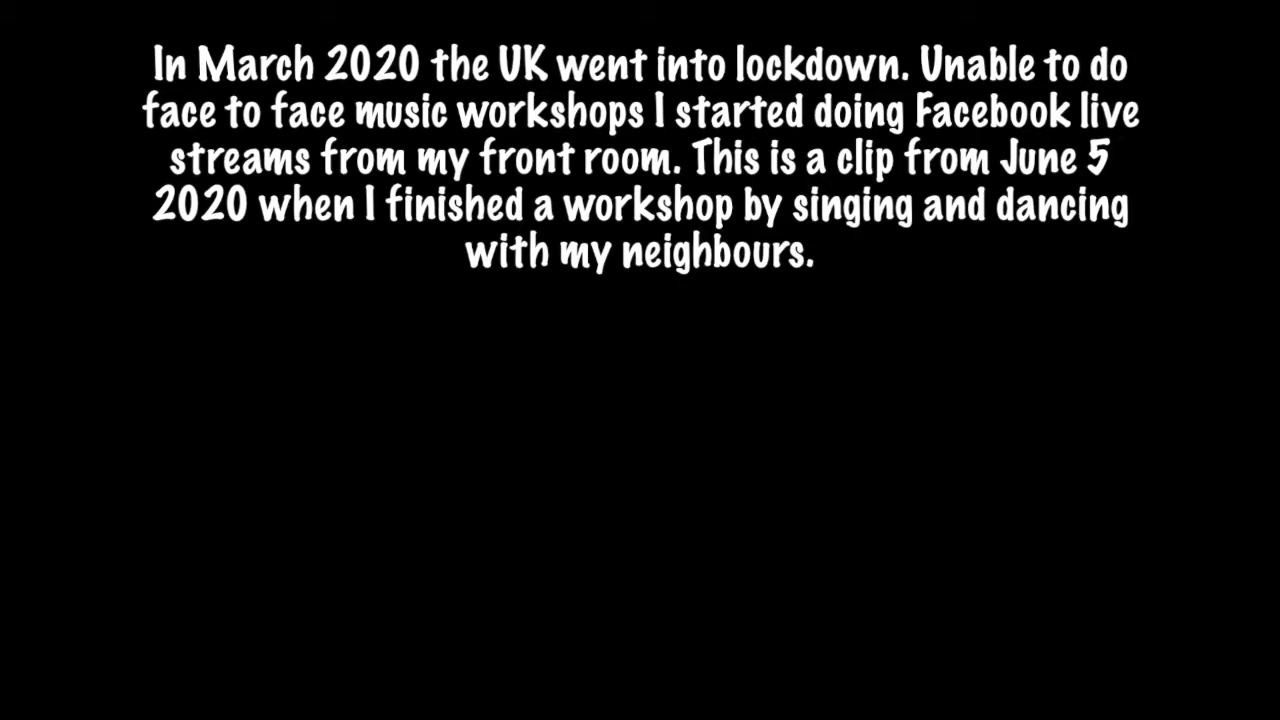 In March 2020 the UK went into lockdown. Unable to do
face to face music workshops I started doing Facebook live
streams from my front room. This is a clip from June 5
2020 when I finished a workshop by singing and dancing
with my neighbours.